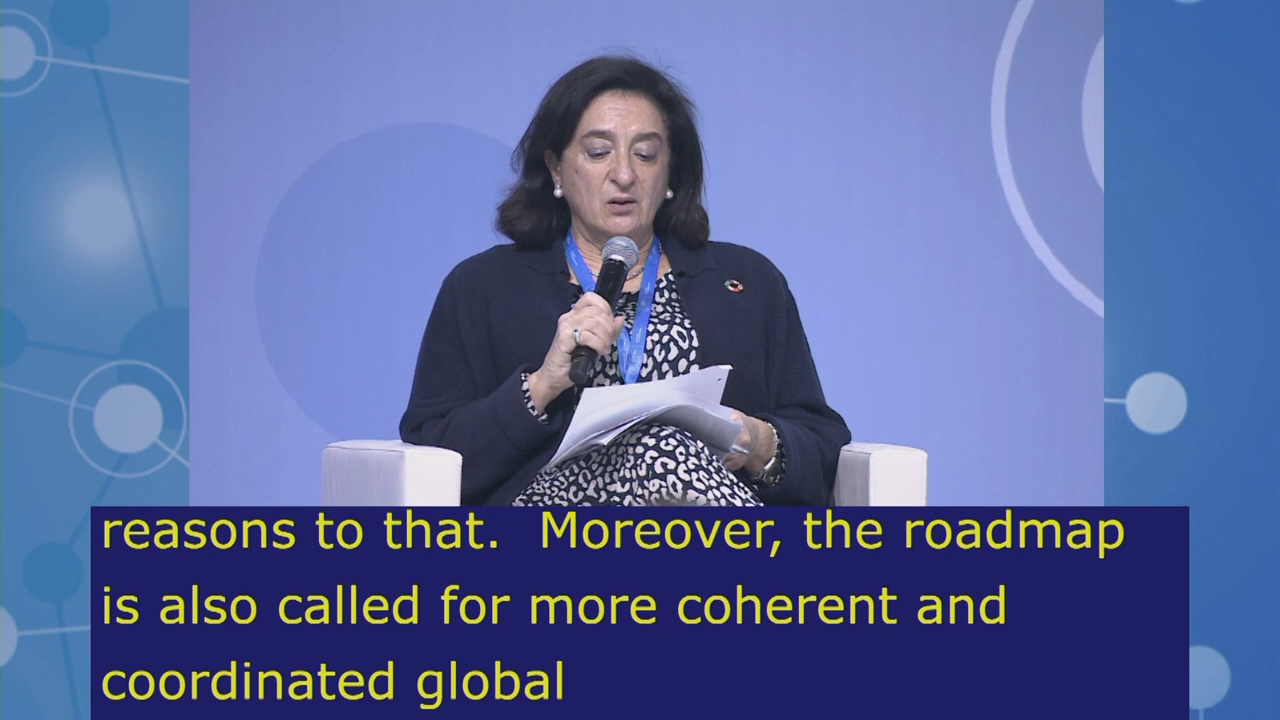 reasons to that.  Moreover, the roadmap
is also called for more coherent and
coordinated global